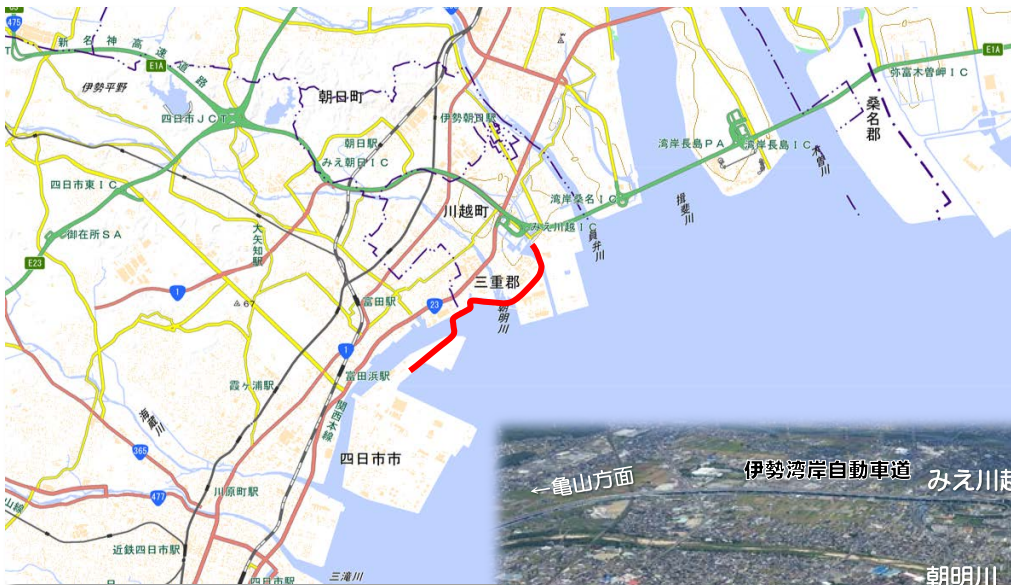 475
新名神高速道路
E1A
伊勢平野
四日市JCT
朝日町
伊勢朝日駅
朝日駅
みえ朝日IC
四日市東IC
御在所SA
E23
大矢知駅
川越町
湾岸桑名IC
みえ川越IC
員弁川
揖斐川
湾岸長島PA
湾岸長島IC
木曽川
桑名郡
弥富木曽岬IC
E1A
三重郡
朝明川
1
67
富田駅
23
1
富田浜駅
霞ヶ浦駅
関西本線
海蔵川
365
477
四日市市
川原町駅
山線
近鉄四日市駅
四日市駅
三滝川
←亀山方面
伊勢湾岸自動車道
みえ川越
朝明川